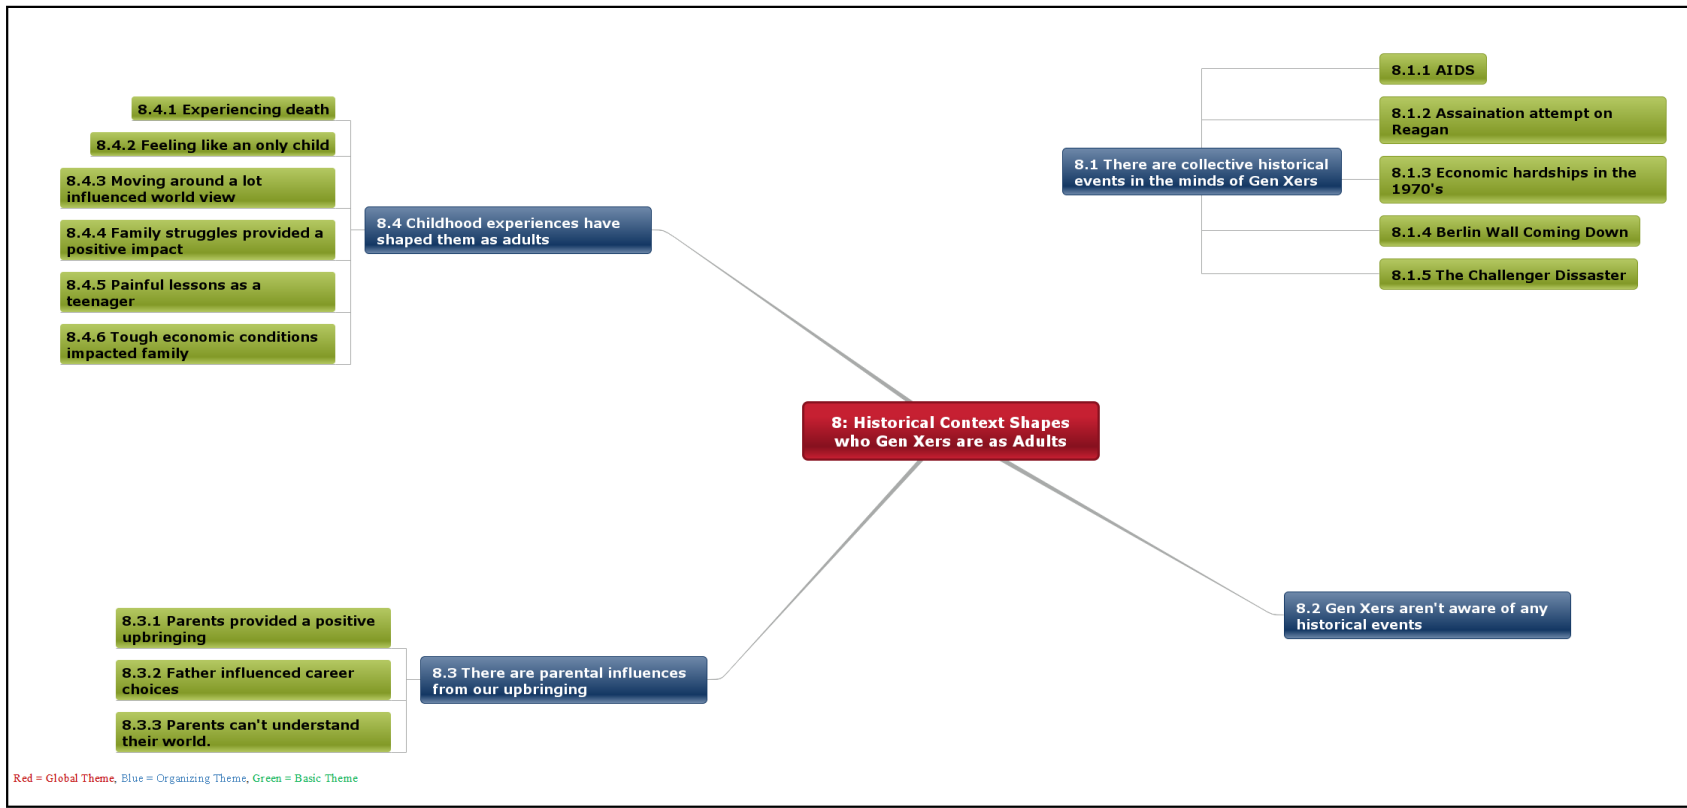 8: Historical Context Shapes
who Gen Xers are as Adults
8.1 There are collective historical
events in the minds of Gen Xers
8.1.1 AIDS
8.1.2 Assaination attempt on
Reagan
8.1.3 Economic hardships in the
1970's
8.1.4 Berlin Wall Coming Down
8.1.5 The Challenger Dissaster
8.2 Gen Xers aren't aware of any
historical events
8.3 There are parental influences
from our upbringing
8.3.1 Parents provided a positive
upbringing
8.3.2 Father influenced career
choices
8.3.3 Parents can't understand
their world.
8.4 Childhood experiences have
shaped them as adults
8.4.1 Experiencing death
8.4.2 Feeling like an only child
8.4.3 Moving around a lot
influenced world view
8.4.4 Family struggles provided a
positive impact
8.4.5 Painful lessons as a
teenager
8.4.6 Tough economic conditions
impacted family
Red = Global Theme, Blue = Organizing Theme, Green = Basic Theme